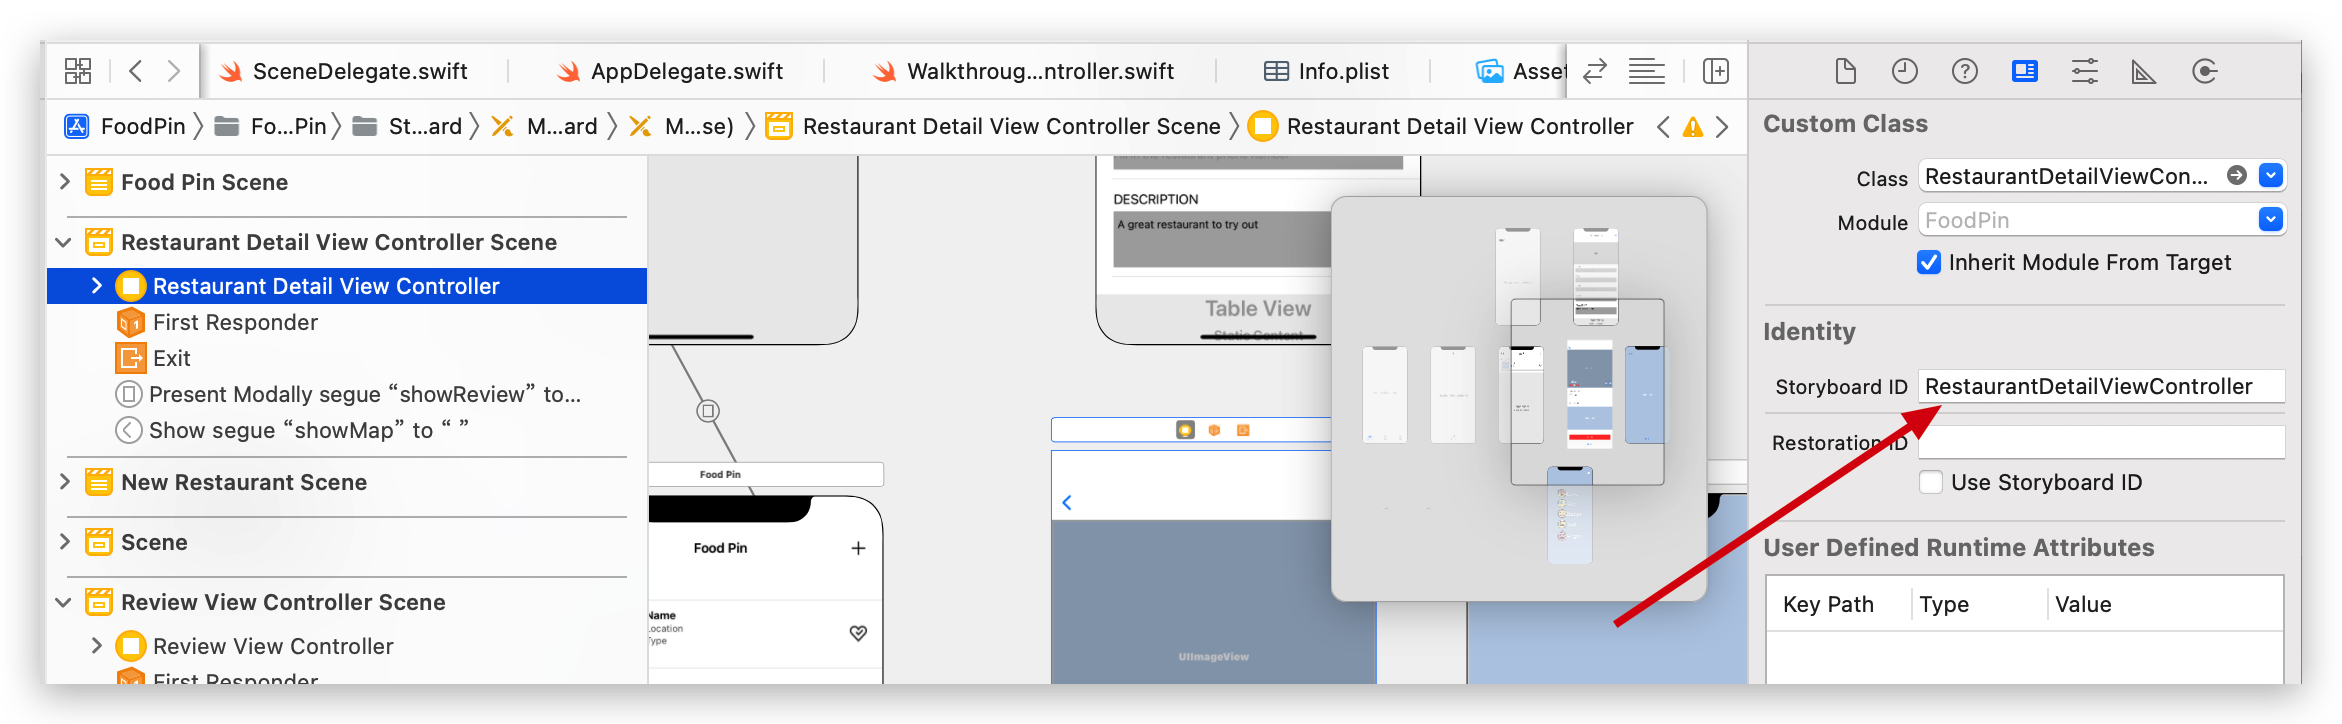 SceneDelegate.swift
AppDelegate.swift
Walkthroug...ntroller.swift
Info.plist
FoodPin
Fo...Pin
St...ard
M...ard
M...se)
Restaurant Detail View Controller Scene
Restaurant Detail View Controller
Food Pin Scene
Restaurant Detail View Controller Scene
Restaurant Detail View Controller
First Responder
Exit
Present Modally segue “showReview” to...
Show segue “showMap” to “ ”
New Restaurant Scene
Scene
Review View Controller Scene
Review View Controller
First Responder
DESCRIPTION
A great restaurant to try out
Table View
Static Content
Food Pin
Food Pin
Name
Location
Type
UIImageView
Custom Class
Class RestaurantDetailViewCon...
Module FoodPin
Inherit Module From Target
Identity
Storyboard ID RestaurantDetailViewController
Restoration ID
Use Storyboard ID
User Defined Runtime Attributes
Key Path Type Value